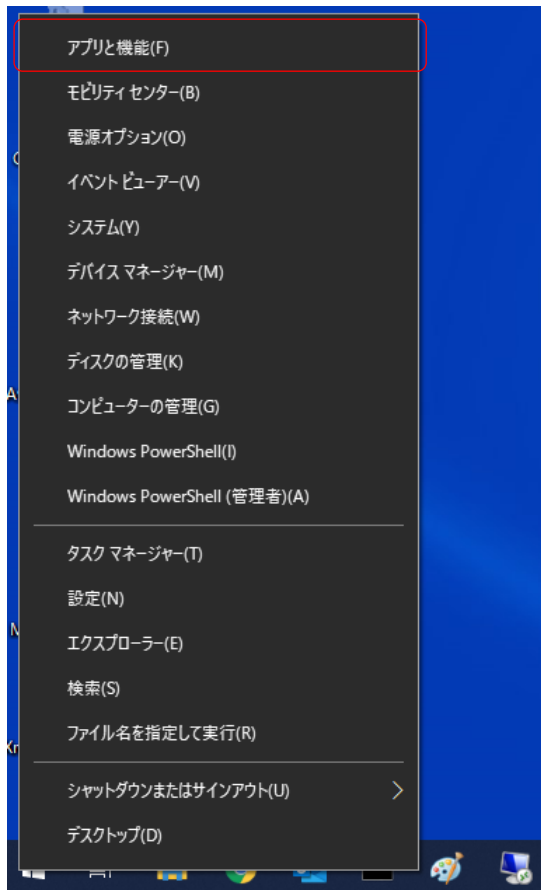 アプリと機能(F)
モビリティ センター(B)
電源オプション(O)
イベント ビューアー(V)
システム(Y)
デバイス マネージャー(M)
ネットワーク接続(W)
ディスクの管理(K)
コンピューターの管理(G)
Windows PowerShell(I)
Windows PowerShell (管理者)(A)
タスク マネージャー(T)
設定(N)
エクスプローラー(E)
検索(S)
ファイル名を指定して実行(R)
シャットダウンまたはサインアウト(U)
デスクトップ(D)